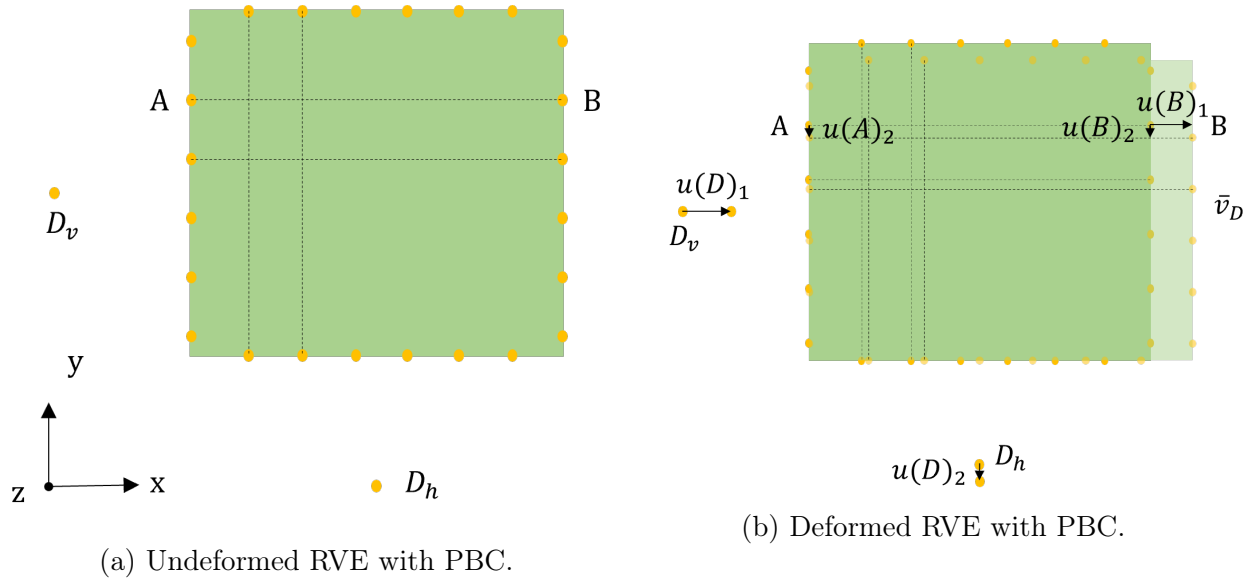 A
B
D_v
y
z
x
D_h
(a) Undeformed RVE with PBC.
u(B)_1
A
u(A)_2
u(B)_2
B
u(D)_1
D_v
v̄_D
u(D)_2
D_h
(b) Deformed RVE with PBC.